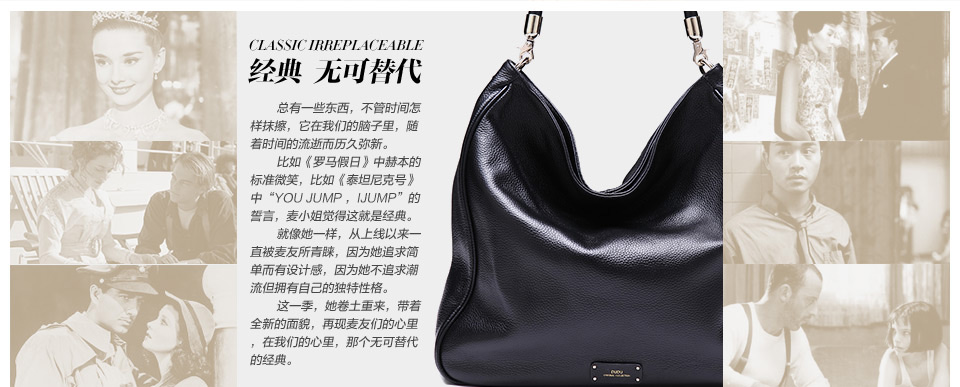 CLASSIC IRREPLACEABLE
经典 无可替代
总有一些东西，不管时间怎
样抹擦，它在我们的脑子里，随
着时间的流逝而历久弥新。
比如《罗马假日》中赫本的
标准微笑，比如《泰坦尼克号》
中“YOU JUMP ，IJUMP”的
誓言，麦小姐觉得这就是经典。
就像她一样，从上线以来一
直被麦友所青睐，因为她追求简
单而有设计感，因为她不追求潮
流但拥有自己的独特性格。
这一季，她卷土重来，带着
全新的面貌，再现麦友们的心里
，在我们的心里，那个无可替代
的经典。
DUDU